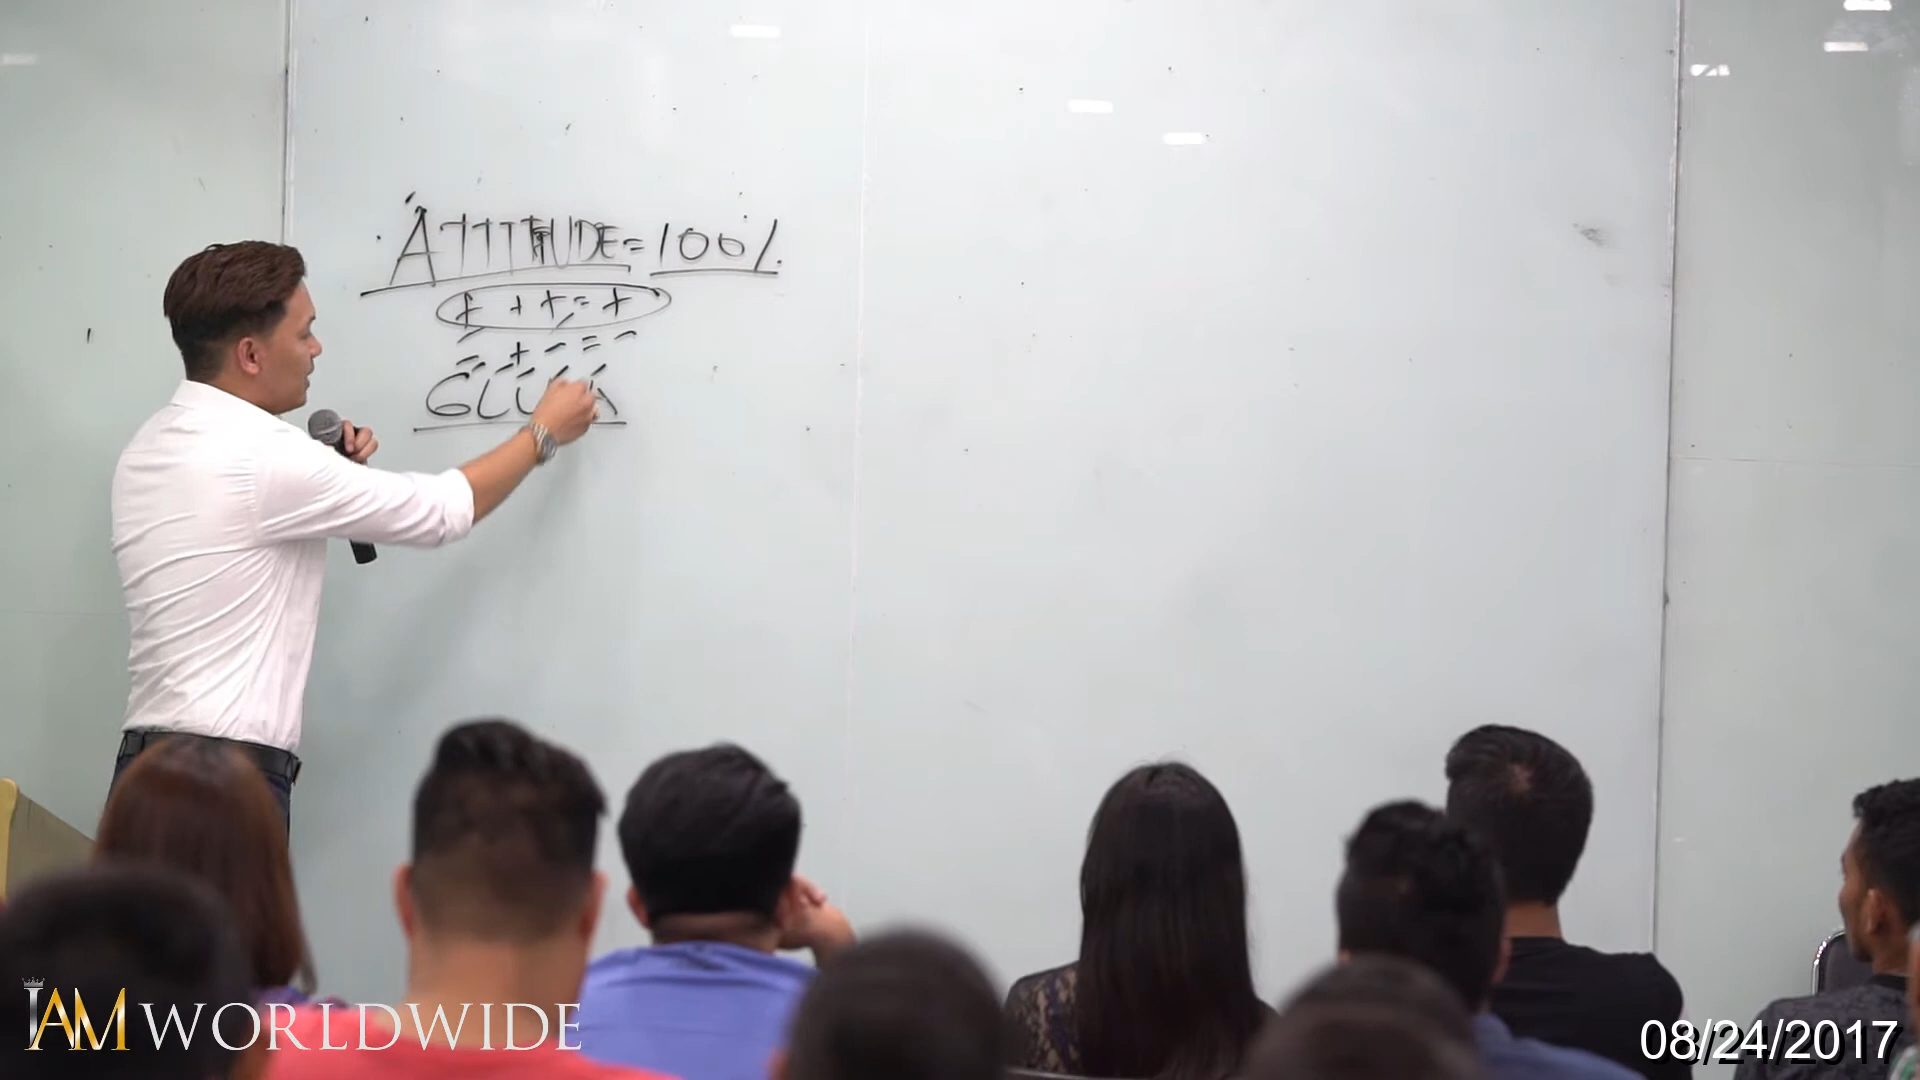 ATTITUDE = 100%
+ + + = +
- + - = -
IAM WORLDWIDE
08/24/2017